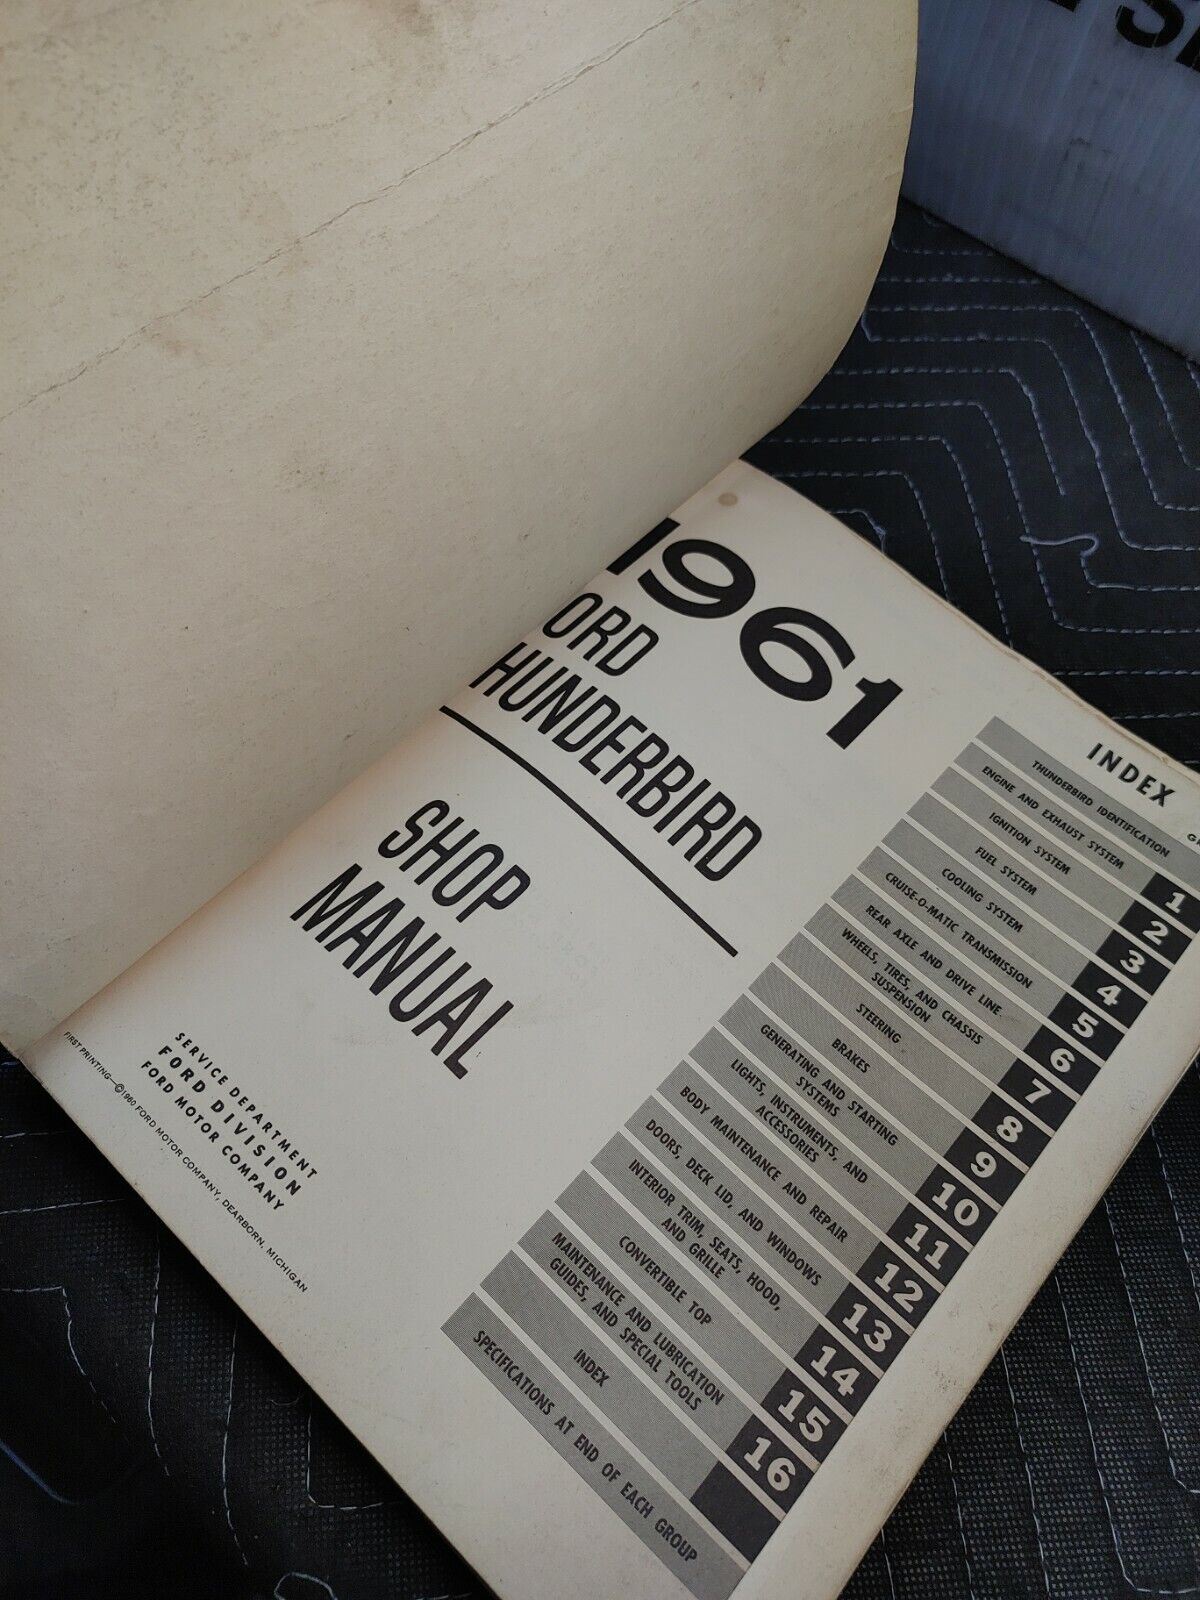 1961
ORD
HUNDERBIRD
SHOP
MANUAL
SERVICE DEPARTMENT
FORD DIVISION
FORD MOTOR COMPANY
FIRST PRINTING—©1960 FORD MOTOR COMPANY, DEARBORN, MICHIGAN
INDEX
THUNDERBIRD IDENTIFICATION
ENGINE AND EXHAUST SYSTEM 1
IGNITION SYSTEM 2
FUEL SYSTEM 3
COOLING SYSTEM 4
CRUISE-O-MATIC TRANSMISSION 5
REAR AXLE AND DRIVE LINE 6
WHEELS, TIRES, AND CHASSIS
SUSPENSION 7
STEERING 8
BRAKES 9
GENERATING AND STARTING
SYSTEMS 10
LIGHTS, INSTRUMENTS, AND
ACCESSORIES 11
BODY MAINTENANCE AND REPAIR 12
DOORS, DECK LID, AND WINDOWS 13
INTERIOR TRIM, SEATS, HOOD,
AND GRILLE 14
CONVERTIBLE TOP 15
MAINTENANCE AND LUBRICATION
GUIDES, AND SPECIAL TOOLS 16
INDEX
SPECIFICATIONS AT END OF EACH GROUP